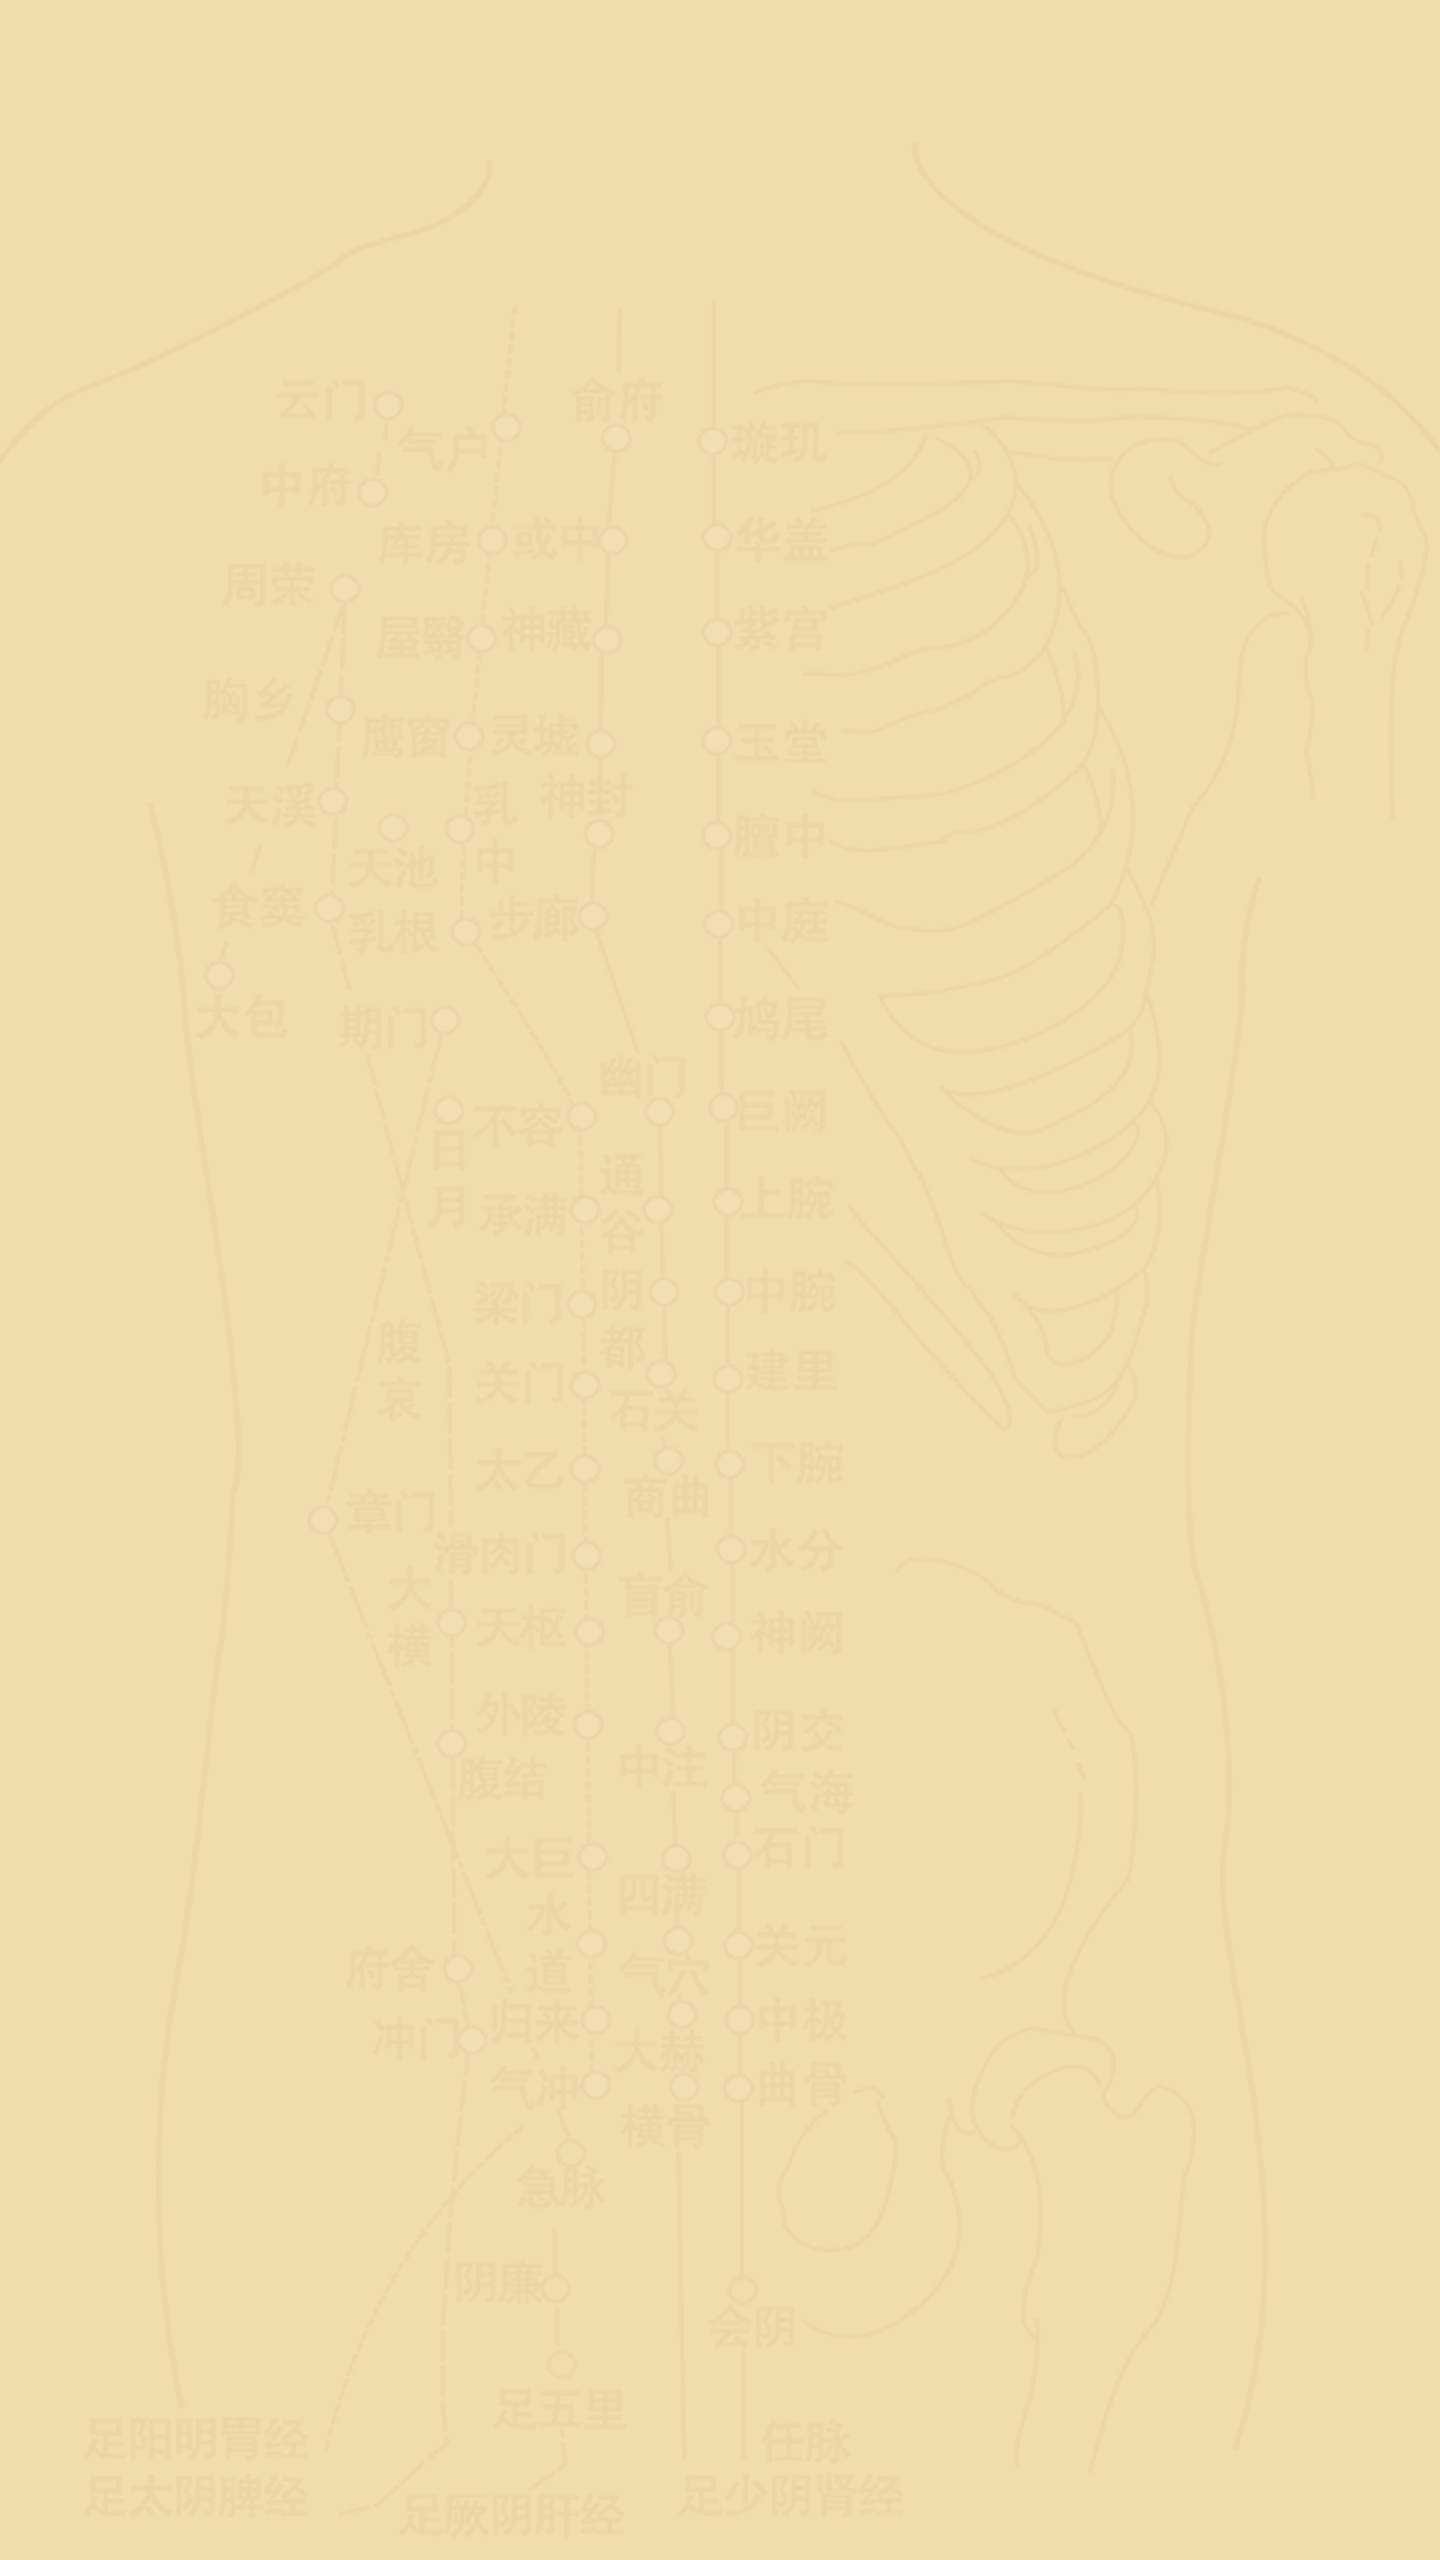 云门
俞府
气户
璇玑
中府
库房
或中
华盖
周荣
屋翳
神藏
紫宫
胸乡
鹰窗
灵墟
玉堂
天溪
乳中
神封
膻中
天池
食窦
乳根
步廊
中庭
大包
期门
鸠尾
幽门
日月
不容
巨阙
通谷
承满
上腕
梁门
阴都
中腕
腹哀
关门
石关
建里
太乙
商曲
下腕
章门
滑肉门
水分
大横
天枢
盲俞
神阙
外陵
阴交
腹结
中注
气海
大巨
四满
石门
水道
府舍
气穴
关元
冲门
归来
大赫
中极
气冲
横骨
曲骨
急脉
阴廉
会阴
足五里
足阳明胃经
任脉
足太阴脾经
足厥阴肝经
足少阴肾经